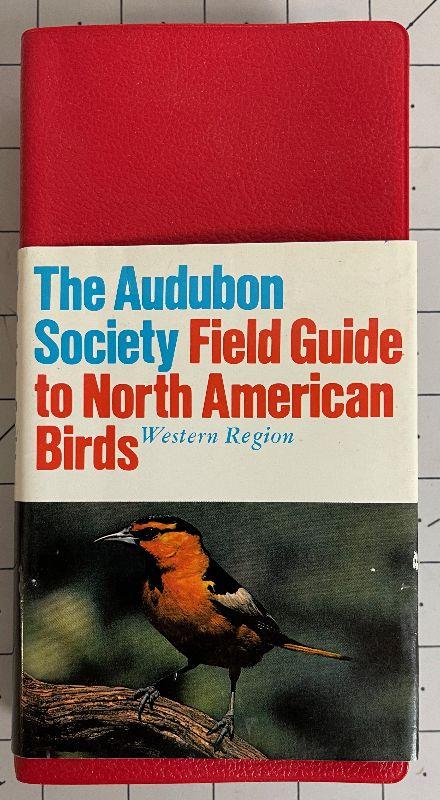 The Audubon
Society Field Guide
to North American
Birds Western Region